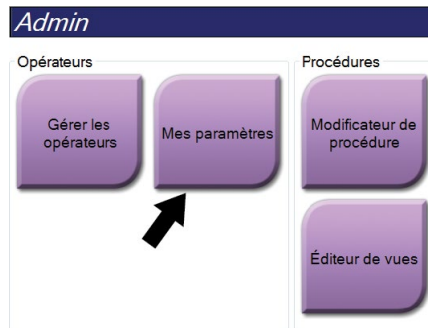 Admin
Opérateurs
Procédures
Gérer les
opérateurs
Mes paramètres
Modificateur de
procédure
Éditeur de vues